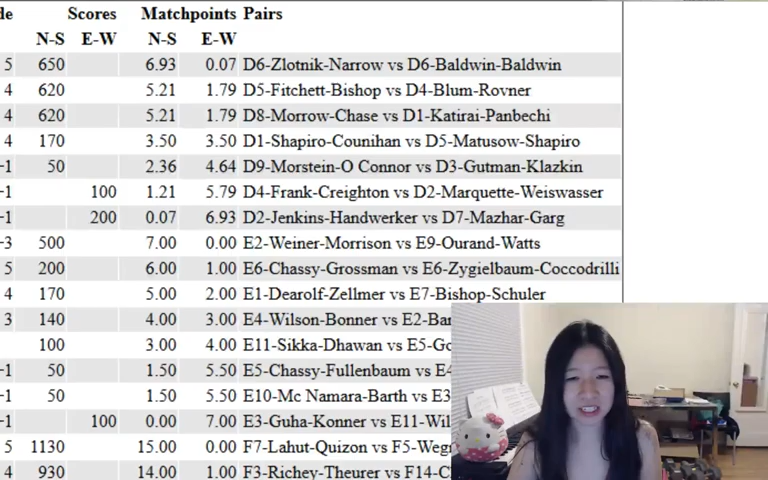 de Scores Matchpoints Pairs
N-S E-W N-S E-W
5 650 6.93 0.07 D6-Zlotnik-Narrow vs D6-Baldwin-Baldwin
4 620 5.21 1.79 D5-Fitchett-Bishop vs D4-Blum-Rovner
4 620 5.21 1.79 D8-Morrow-Chase vs D1-Katirai-Panbechi
4 170 3.50 3.50 D1-Shapiro-Counihan vs D5-Matusow-Shapiro
-1 50 2.36 4.64 D9-Morstein-O Connor vs D3-Gutman-Klazkin
-1 100 1.21 5.79 D4-Frank-Creighton vs D2-Marquette-Weiswasser
-1 200 0.07 6.93 D2-Jenkins-Handwerker vs D7-Mazhar-Garg
-3 500 7.00 0.00 E2-Weiner-Morrison vs E9-Ourand-Watts
5 200 6.00 1.00 E6-Chassy-Grossman vs E6-Zygielbaum-Coccodrilli
4 170 5.00 2.00 E1-Dearolf-Zellmer vs E7-Bishop-Schuler
3 140 4.00 3.00 E4-Wilson-Bonner vs E2-Bar
100 3.00 4.00 E11-Sikka-Dhawan vs E5-Go
-1 50 1.50 5.50 E5-Chassy-Fullenbaum vs E4
-1 50 1.50 5.50 E10-Mc Namara-Barth vs E3
-1 100 0.00 7.00 E3-Guha-Konner vs E11-Wil
5 1130 15.00 0.00 F7-Lahut-Quizon vs F5-Wegr
4 930 14.00 1.00 F3-Richey-Theurer vs F14-C